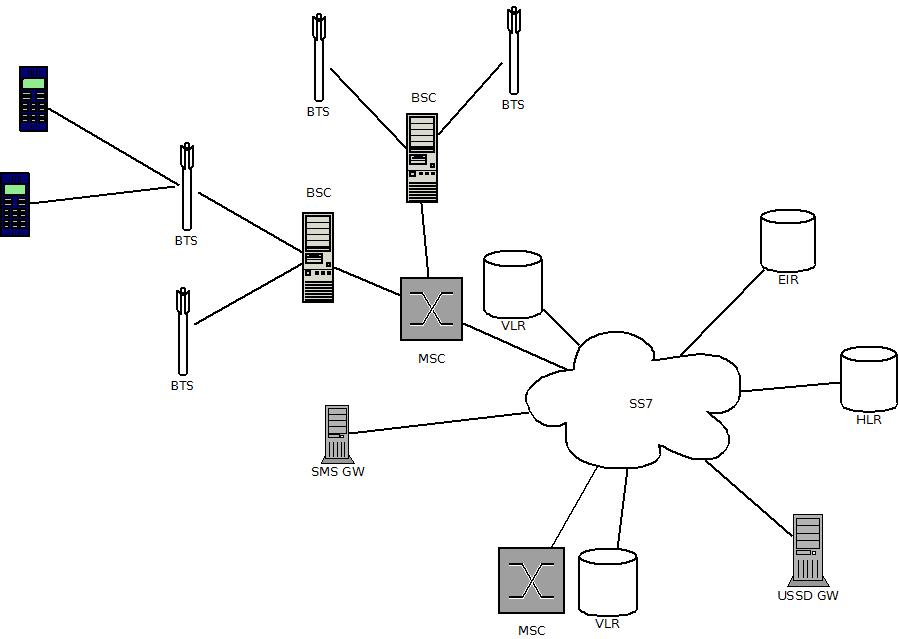 BTS
BTS
BSC
BSC
BTS
BTS
MSC
VLR
EIR
SS7
HLR
SMS GW
MSC
VLR
USSD GW